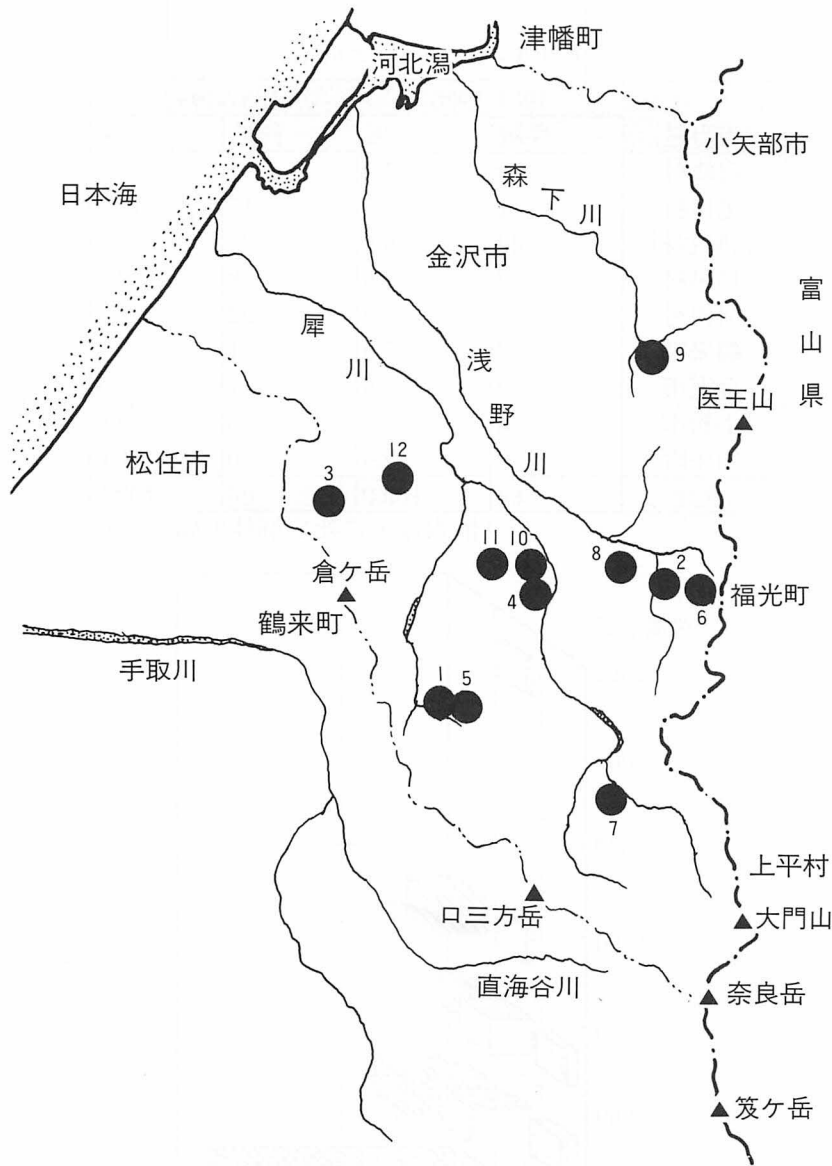 津幡町
河北潟
小矢部市
日本海
森下川
金沢市
富山県
犀川
浅野川
9
医王山
松任市
12
3
11
10
8
2
倉ケ岳
4
6
福光町
鶴来町
手取川
1
5
7
上平村
口三方岳
大門山
直海谷川
奈良岳
笈ケ岳